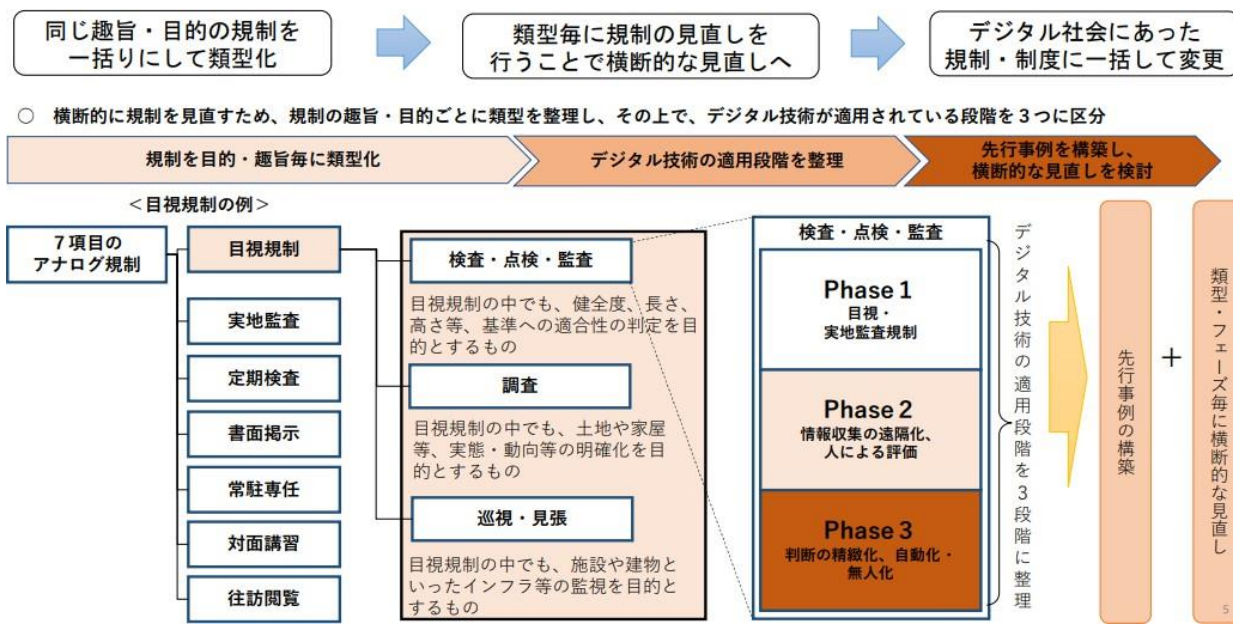 同じ趣旨・目的の規制を
一括りにして類型化
類型毎に規制の見直しを
行うことで横断的な見直しへ
デジタル社会にあった
規制・制度に一括して変更
○ 横断的に規制を見直すため、規制の趣旨・目的ごとに類型を整理し、その上で、デジタル技術が適用されている段階を３つに区分
規制を目的・趣旨毎に類型化
デジタル技術の適用段階を整理
先行事例を構築し、
横断的な見直しを検討
＜目視規制の例＞
７項目の
アナログ規制
目視規制
実地監査
定期検査
書面掲示
常駐専任
対面講習
往訪閲覧
検査・点検・監査
目視規制の中でも、健全度、長さ、
高さ等、基準への適合性の判定を目
的とするもの
調査
目視規制の中でも、土地や家屋
等、実態・動向等の明確化を目
的とするもの
巡視・見張
目視規制の中でも、施設や建物と
いったインフラ等の監視を目的と
するもの
検査・点検・監査
Phase 1
目視・
実地監査規制
Phase 2
情報収集の遠隔化、
人による評価
Phase 3
判断の精緻化、自動化・
無人化
デジタル技術の適用段階を３段階に整理
先行事例の構築
＋
類型・フェーズ毎に横断的な見直し
5